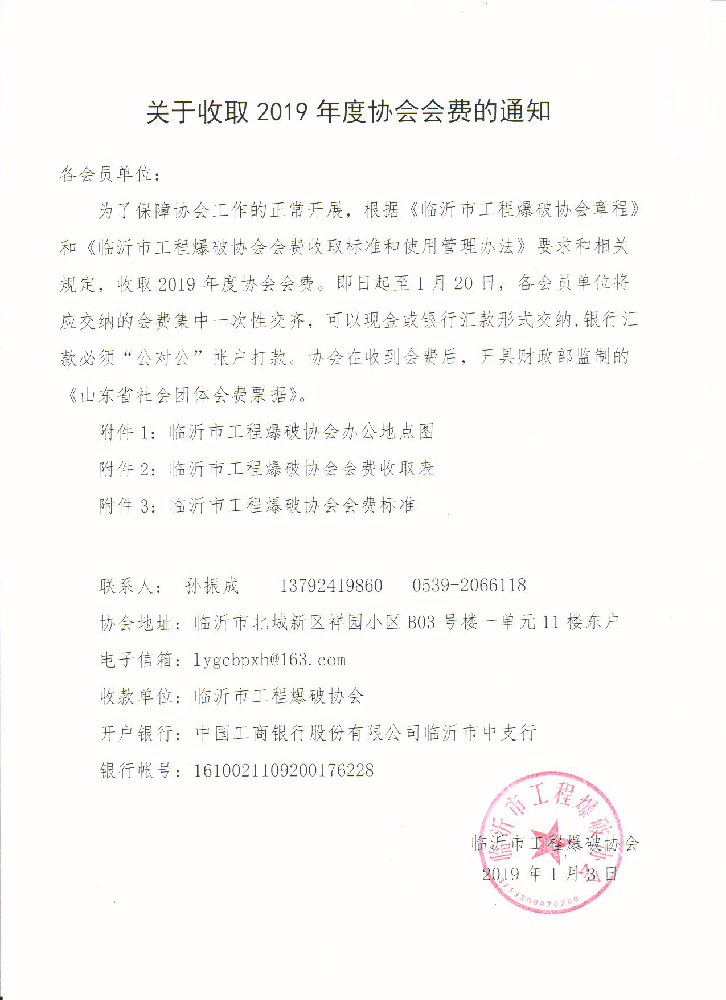 关于收取 2019 年度协会会费的通知
各会员单位：
为了保障协会工作的正常开展，根据《临沂市工程爆破协会章程》
和《临沂市工程爆破协会会费收取标准和使用管理办法》要求和相关
规定，收取 2019 年度协会会费。即日起至 1 月 20 日，各会员单位将
应交纳的会费集中一次性交齐，可以现金或银行汇款形式交纳,银行汇
款必须“公对公”帐户打款。协会在收到会费后，开具财政部监制的
《山东省社会团体会费票据》。
附件 1：临沂市工程爆破协会办公地点图
附件 2：临沂市工程爆破协会会费收取表
附件 3：临沂市工程爆破协会会费标准
联系人： 孙振成 13792419860 0539-2066118
协会地址：临沂市北城新区祥园小区 B03 号楼一单元 11 楼东户
电子信箱：lygcbpxh@163.com
收款单位：临沂市工程爆破协会
开户银行：中国工商银行股份有限公司临沂市中支行
银行帐号：1610021109200176228
临沂市工程爆破协会
临沂市工程爆破协会
2019 年 1 月 3 日
3713300070260